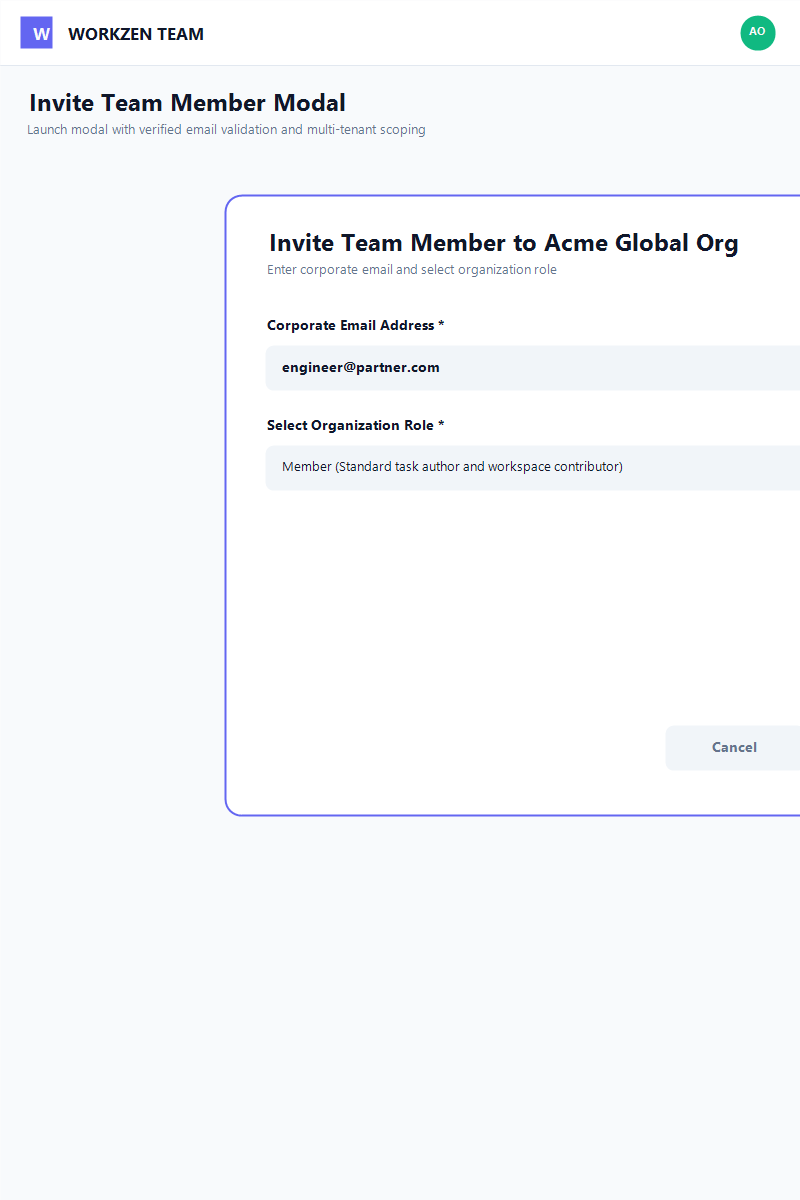 W WORKZEN TEAM AO
Invite Team Member Modal
Launch modal with verified email validation and multi-tenant scoping
Invite Team Member to Acme Global Org
Enter corporate email and select organization role
Corporate Email Address *
engineer@partner.com
Select Organization Role *
Member (Standard task author and workspace contributor)
Cancel